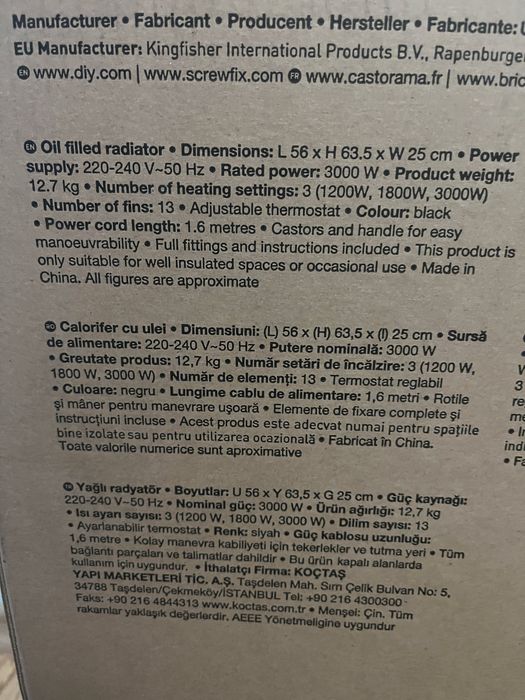 Manufacturer • Fabricant • Producent • Hersteller • Fabricante:
EU Manufacturer: Kingfisher International Products B.V., Rapenburge
EN www.diy.com | www.screwfix.com FR www.castorama.fr | www.bric
EN Oil filled radiator • Dimensions: L 56 x H 63.5 x W 25 cm • Power
supply: 220-240 V~50 Hz • Rated power: 3000 W • Product weight:
12.7 kg • Number of heating settings: 3 (1200W, 1800W, 3000W)
• Number of fins: 13 • Adjustable thermostat • Colour: black
• Power cord length: 1.6 metres • Castors and handle for easy
manoeuvrability • Full fittings and instructions included • This product is
only suitable for well insulated spaces or occasional use • Made in
China. All figures are approximate
RO Calorifer cu ulei • Dimensiuni: (L) 56 x (H) 63,5 x (l) 25 cm • Sursă
de alimentare: 220-240 V~50 Hz • Putere nominală: 3000 W
• Greutate produs: 12,7 kg • Număr setări de încălzire: 3 (1200 W,
1800 W, 3000 W) • Număr de elemenți: 13 • Termostat reglabil
• Culoare: negru • Lungime cablu de alimentare: 1,6 metri • Rotile
și mâner pentru manevrare ușoară • Elemente de fixare complete și
instrucțiuni incluse • Acest produs este adecvat numai pentru spațiile
bine izolate sau pentru utilizarea ocazională • Fabricat în China.
Toate valorile numerice sunt aproximative
V
3
re
me
• In
indi
• Fa
TR Yağlı radyatör • Boyutlar: U 56 x Y 63,5 x G 25 cm • Güç kaynağı:
220-240 V~50 Hz • Nominal güç: 3000 W • Ürün ağırlığı: 12,7 kg
• Isı ayarı sayısı: 3 (1200 W, 1800 W, 3000 W) • Dilim sayısı: 13
• Ayarlanabilir termostat • Renk: siyah • Güç kablosu uzunluğu:
1,6 metre • Kolay manevra kabiliyeti için tekerlekler ve tutma yeri • Tüm
bağlantı parçaları ve talimatlar dahildir • Bu ürün kapalı alanlarda
kullanım için uygundur. • İthalatçı Firma: KOÇTAŞ
YAPI MARKETLERİ TİC. A.Ş. Taşdelen Mah. Sırrı Çelik Bulvarı No: 5,
34788 Taşdelen/Çekmeköy/İSTANBUL Tel: +90 216 4300300
Faks: +90 216 4844313 www.koctas.com.tr • Menşei: Çin. Tüm
rakamlar yaklaşık değerlerdir. AEEE Yönetmeligine uygundur